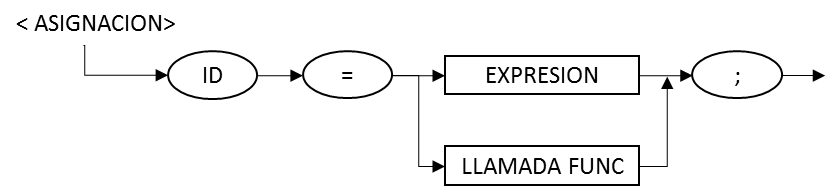 < ASIGNACION>
ID
=
EXPRESION
;
LLAMADA FUNC